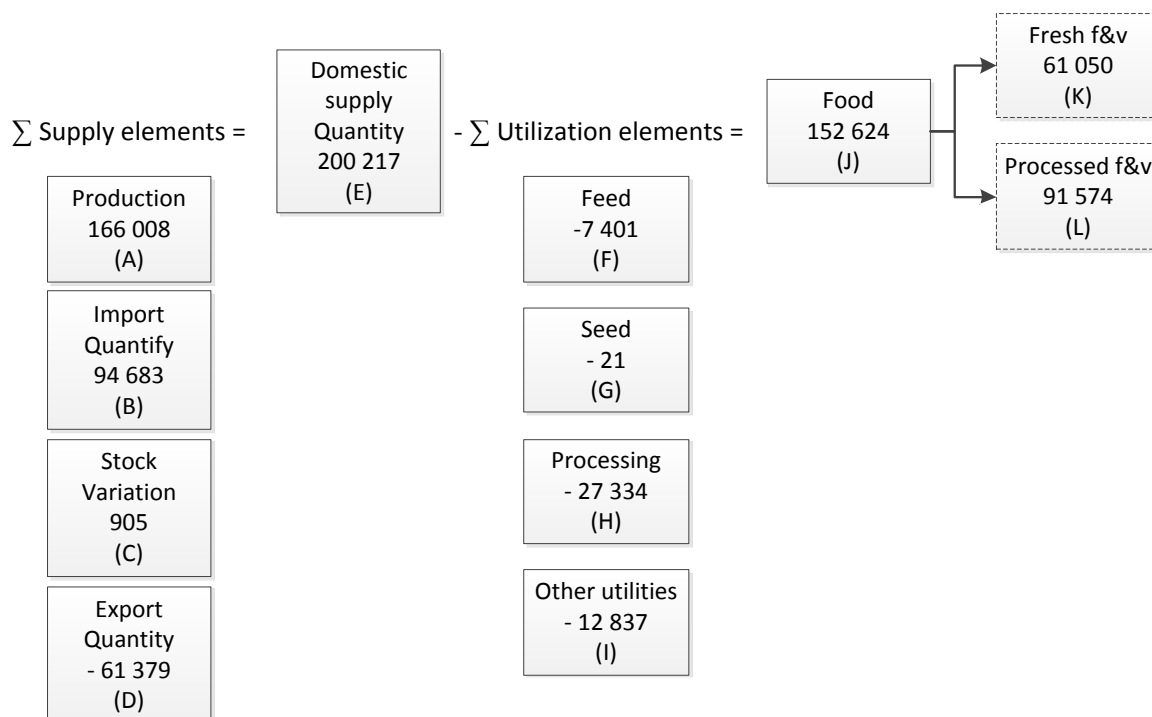 ∑ Supply elements =
Domestic
supply
Quantity
200 217
(E)
- ∑ Utilization elements =
Food
152 624
(J)
Fresh f&v
61 050
(K)
Processed f&v
91 574
(L)
Production
166 008
(A)
Import
Quantify
94 683
(B)
Stock
Variation
905
(C)
Export
Quantity
- 61 379
(D)
Feed
-7 401
(F)
Seed
- 21
(G)
Processing
- 27 334
(H)
Other utilities
- 12 837
(I)